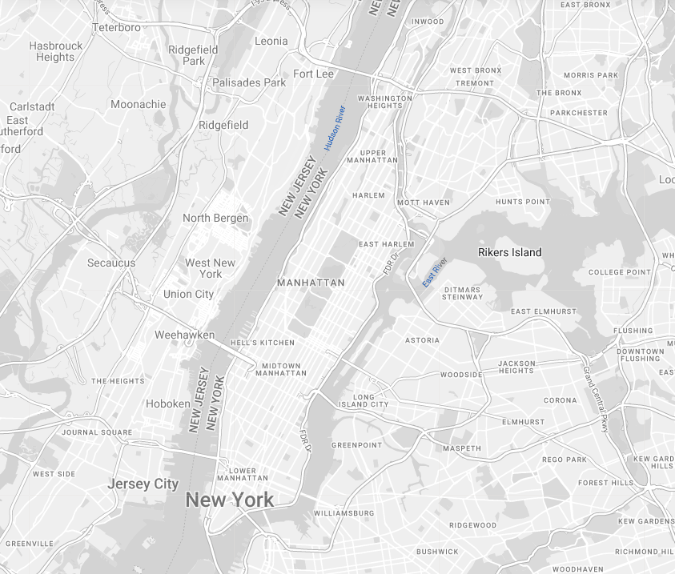 EAST BRONX
INWOOD
Teterboro
Leonia
Hasbrouck
Heights
Ridgefield
Park
Fort Lee
WEST BRONX
TREMONT
MORRIS PARK
Palisades Park
THE BRONX
WASHINGTON
HEIGHTS
Carlstadt
Moonachie
PARKCHESTER
East
utherford
Ridgefield
Hudson River
ford
UPPER
MANHATTAN
NEW JERSEY
NEW YORK
HARLEM
MOTT HAVEN
HUNTS POINT
North Bergen
EAST HARLEM
Rikers Island
FDR Dr
East River
Secaucus
West New
York
COLLEGE POINT
MANHATTAN
DITMARS
STEINWAY
Union City
EAST ELMHURST
Weehawken
HELL'S KITCHEN
ASTORIA
FLUSHING
DOWNTOWN
FLUSHING
MIDTOWN
MANHATTAN
JACKSON
HEIGHTS
WOODSIDE
THE HEIGHTS
NEW JERSEY
NEW YORK
Grand Central Pkwy
Hoboken
LONG
ISLAND CITY
CORONA
ELMHURST
JOURNAL SQUARE
FDR Dr
GREENPOINT
MASPETH
REGO PARK
KEW GARD
HILLS
WEST SIDE
LOWER
MANHATTAN
Jersey City
New York
FOREST HILLS
WILLIAMSBURG
RIDGEWOOD
KEW GARDENS
GREENVILLE
BUSHWICK
RICHMOND HILL
WOODHAVEN